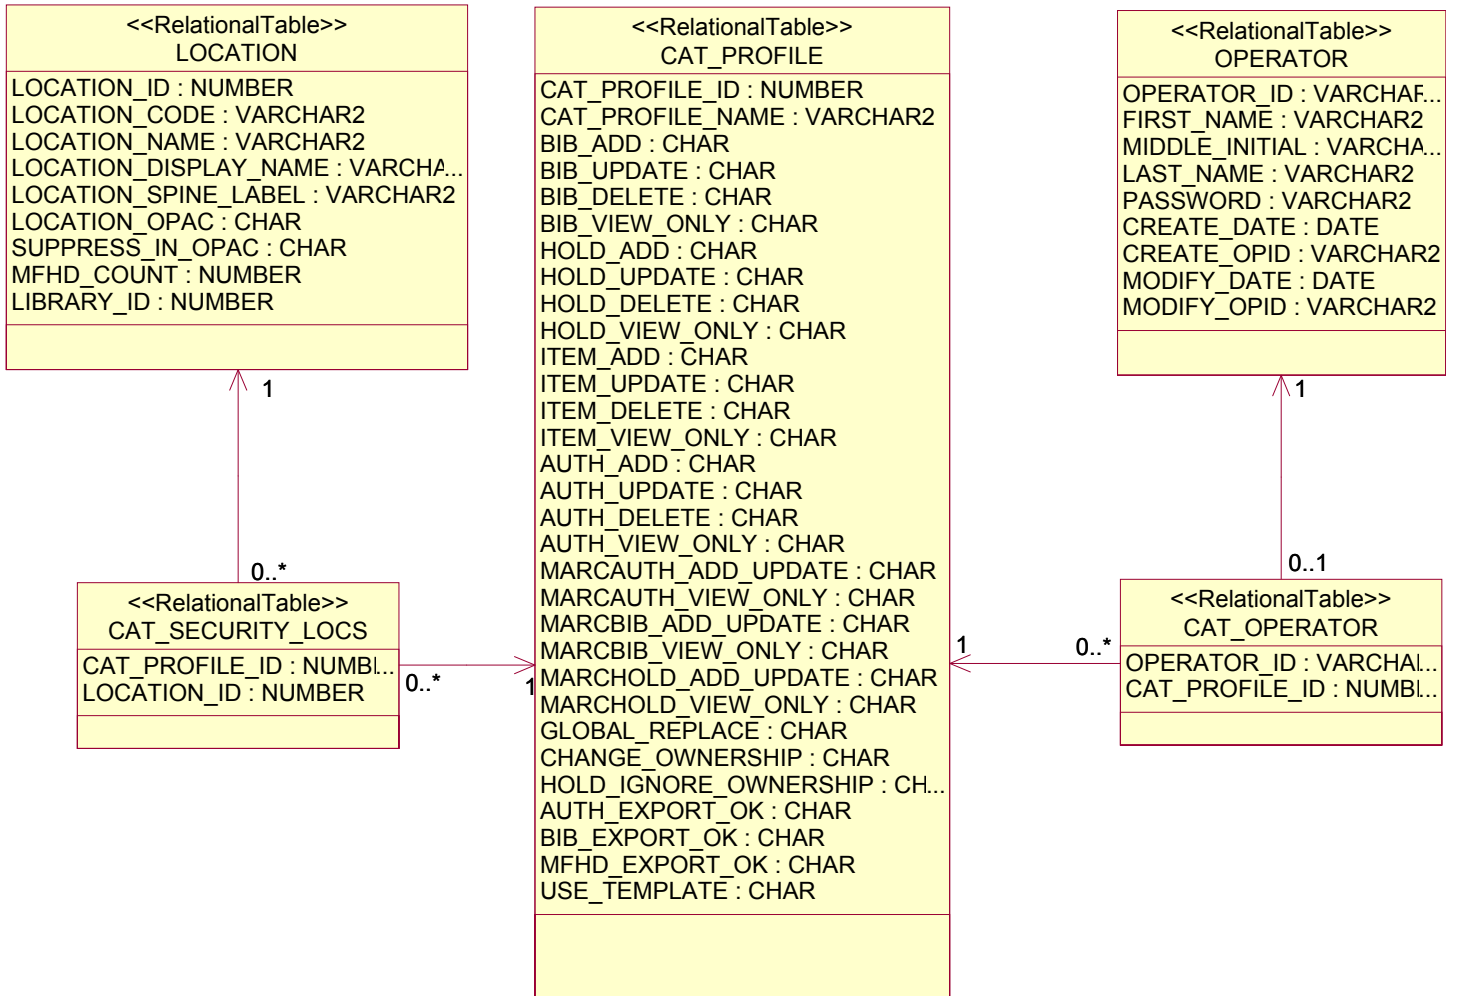 <<RelationalTable>>
LOCATION
LOCATION_ID : NUMBER
LOCATION_CODE : VARCHAR2
LOCATION_NAME : VARCHAR2
LOCATION_DISPLAY_NAME : VARCHA...
LOCATION_SPINE_LABEL : VARCHAR2
LOCATION_OPAC : CHAR
SUPPRESS_IN_OPAC : CHAR
MFHD_COUNT : NUMBER
LIBRARY_ID : NUMBER
1
0..*
<<RelationalTable>>
CAT_SECURITY_LOCS
CAT_PROFILE_ID : NUMBI...
LOCATION_ID : NUMBER
0..*
1
<<RelationalTable>>
CAT_PROFILE
CAT_PROFILE_ID : NUMBER
CAT_PROFILE_NAME : VARCHAR2
BIB_ADD : CHAR
BIB_UPDATE : CHAR
BIB_DELETE : CHAR
BIB_VIEW_ONLY : CHAR
HOLD_ADD : CHAR
HOLD_UPDATE : CHAR
HOLD_DELETE : CHAR
HOLD_VIEW_ONLY : CHAR
ITEM_ADD : CHAR
ITEM_UPDATE : CHAR
ITEM_DELETE : CHAR
ITEM_VIEW_ONLY : CHAR
AUTH_ADD : CHAR
AUTH_UPDATE : CHAR
AUTH_DELETE : CHAR
AUTH_VIEW_ONLY : CHAR
MARCAUTH_ADD_UPDATE : CHAR
MARCAUTH_VIEW_ONLY : CHAR
MARCBIB_ADD_UPDATE : CHAR
MARCBIB_VIEW_ONLY : CHAR
MARCHOLD_ADD_UPDATE : CHAR
MARCHOLD_VIEW_ONLY : CHAR
GLOBAL_REPLACE : CHAR
CHANGE_OWNERSHIP : CHAR
HOLD_IGNORE_OWNERSHIP : CH...
AUTH_EXPORT_OK : CHAR
BIB_EXPORT_OK : CHAR
MFHD_EXPORT_OK : CHAR
USE_TEMPLATE : CHAR
<<RelationalTable>>
OPERATOR
OPERATOR_ID : VARCHAR...
FIRST_NAME : VARCHAR2
MIDDLE_INITIAL : VARCHA...
LAST_NAME : VARCHAR2
PASSWORD : VARCHAR2
CREATE_DATE : DATE
CREATE_OPID : VARCHAR2
MODIFY_DATE : DATE
MODIFY_OPID : VARCHAR2
1
0..1
<<RelationalTable>>
CAT_OPERATOR
OPERATOR_ID : VARCHAI...
CAT_PROFILE_ID : NUMBI...
1
0..*